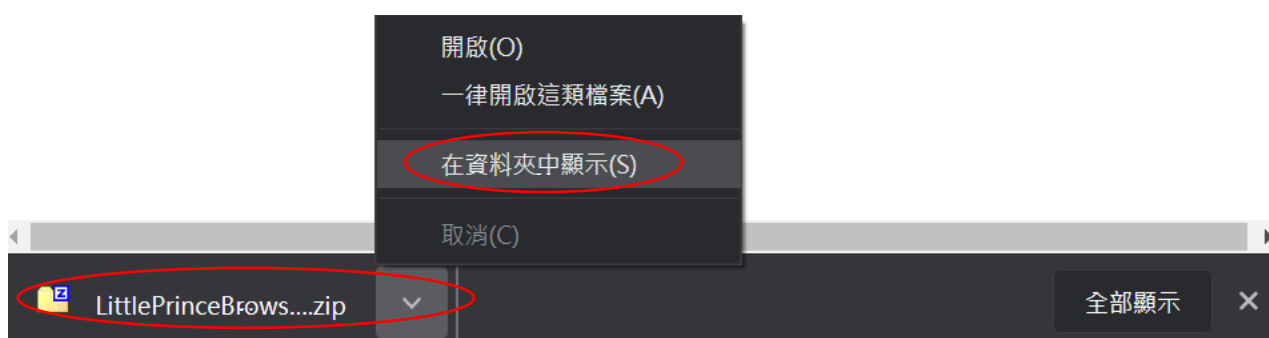 開啟(O)
一律開啟這類檔案(A)
在資料夾中顯示(S)
取消(C)
LittlePrinceBrows....zip
全部顯示